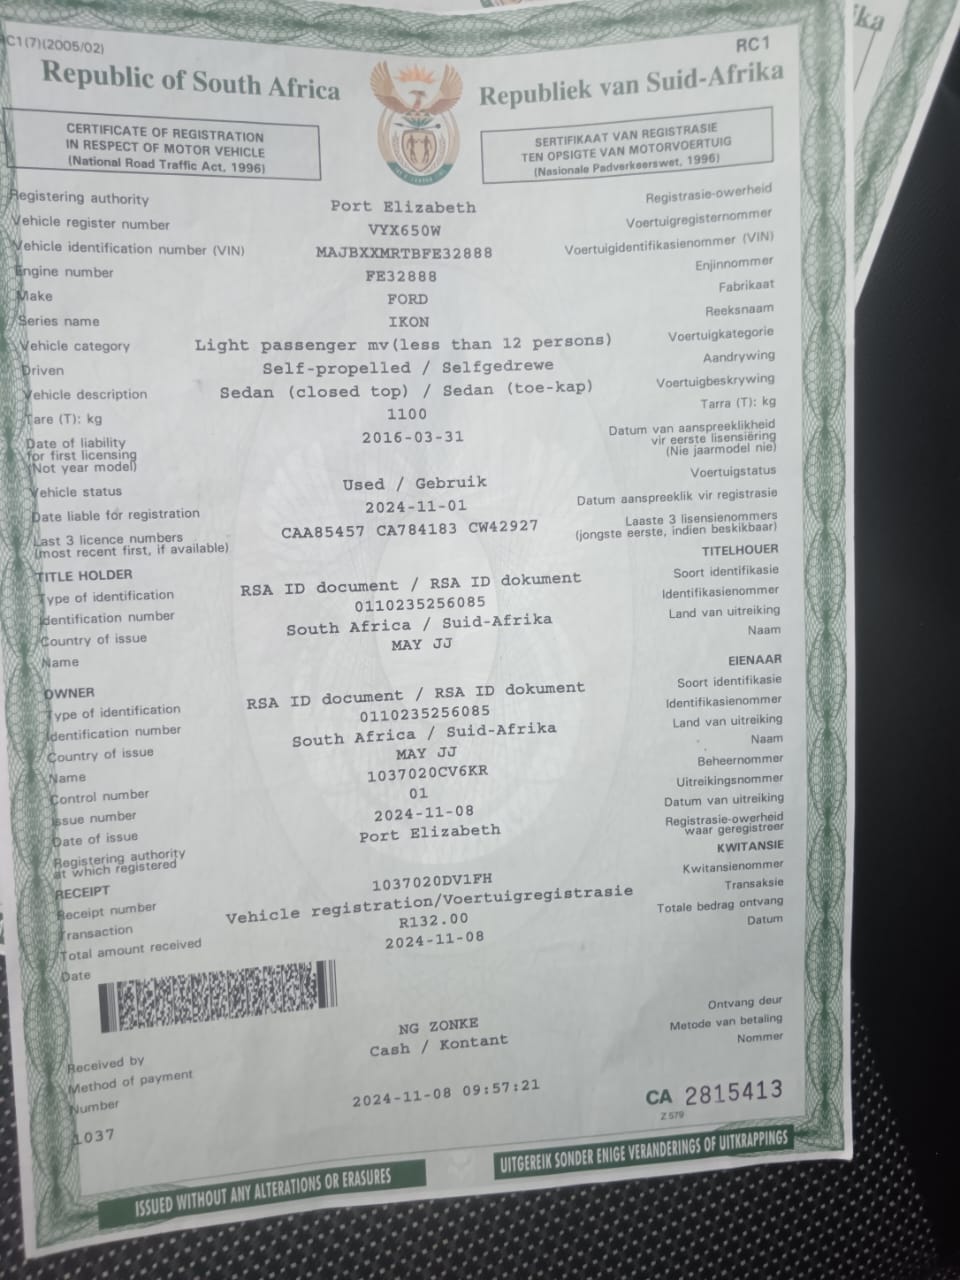 C1(7)(2005/02)
RC1
ika
Republic of South Africa
Republiek van Suid-Afrika
CERTIFICATE OF REGISTRATION
IN RESPECT OF MOTOR VEHICLE
(National Road Traffic Act, 1996)
SERTIFIKAAT VAN REGISTRASIE
TEN OPSIGTE VAN MOTORVOERTUIG
(Nasionale Padverkeerswet, 1996)
Registering authority Port Elizabeth Registrasie-owerheid
Vehicle register number VYX650W Voertuigregisternommer
Vehicle identification number (VIN) MAJBXXMRTBFE32888 Voertuigidentifikasienommer (VIN)
Engine number FE32888 Enjinnommer
Make FORD Fabrikaat
Series name IKON Reeksnaam
Vehicle category Light passenger mv(less than 12 persons) Voertuigkategorie
Driven Self-propelled / Selfgedrewe Aandrywing
Vehicle description Sedan (closed top) / Sedan (toe-kap) Voertuigbeskrywing
Tare (T): kg 1100 Tarra (T): kg
Date of liability
for first licensing
(Not year model)
2016-03-31
Datum van aanspreeklikheid
vir eerste lisensiëring
(Nie jaarmodel nie)
Vehicle status Used / Gebruik Voertuigstatus
Date liable for registration 2024-11-01 Datum aanspreeklik vir registrasie
Last 3 licence numbers
(most recent first, if available)
CAA85457 CA784183 CW42927
Laaste 3 lisensienommers
(jongste eerste, indien beskikbaar)
TITLE HOLDER TITELHOUER
Type of identification RSA ID document / RSA ID dokument Soort identifikasie
Identification number 0110235256085 Identifikasienommer
Country of issue South Africa / Suid-Afrika Land van uitreiking
Name MAY JJ Naam
OWNER EIENAAR
Type of identification RSA ID document / RSA ID dokument Soort identifikasie
Identification number 0110235256085 Identifikasienommer
Country of issue South Africa / Suid-Afrika Land van uitreiking
Name MAY JJ Naam
Control number 1037020CV6KR Beheernommer
Issue number 01 Uitreikingsnommer
Date of issue 2024-11-08 Datum van uitreiking
Registering authority
at which registered
Port Elizabeth
Registrasie-owerheid
waar geregistreer
RECEIPT KWITANSIE
Receipt number 1037020DV1FH Kwitansienommer
Transaction Vehicle registration/Voertuigregistrasie Transaksie
Total amount received R132.00 Totale bedrag ontvang
Date 2024-11-08 Datum
Received by NG ZONKE Ontvang deur
Method of payment Cash / Kontant Metode van betaling
Number Nommer
1037 2024-11-08 09:57:21
CA 2815413
Z 579
ISSUED WITHOUT ANY ALTERATIONS OR ERASURES
UITGEREIK SONDER ENIGE VERANDERINGS OF UITKRAPPINGS